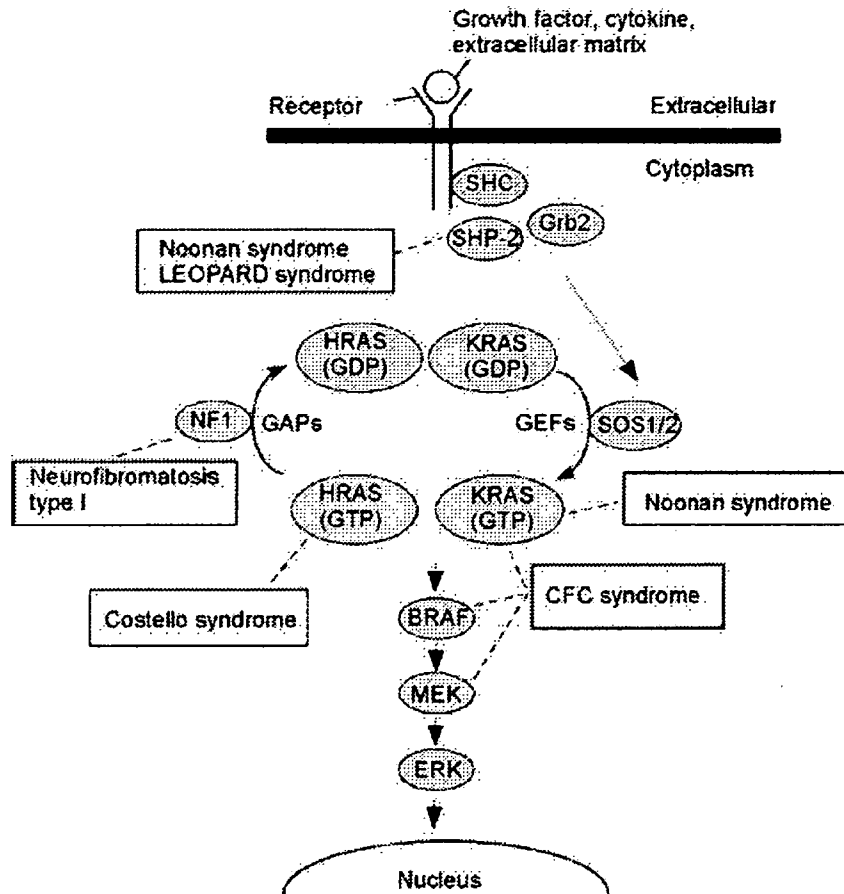 Growth factor, cytokine,
extracellular matrix
Receptor
Extracellular
Cytoplasm
SHC
Grb2
SHP-2
Noonan syndrome
LEOPARD syndrome
HRAS
(GDP)
KRAS
(GDP)
NF1
GAPs
GEFs
SOS1/2
Neurofibromatosis
type I
HRAS
(GTP)
KRAS
(GTP)
Noonan syndrome
Costello syndrome
BRAF
CFC syndrome
MEK
ERK
Nucleus